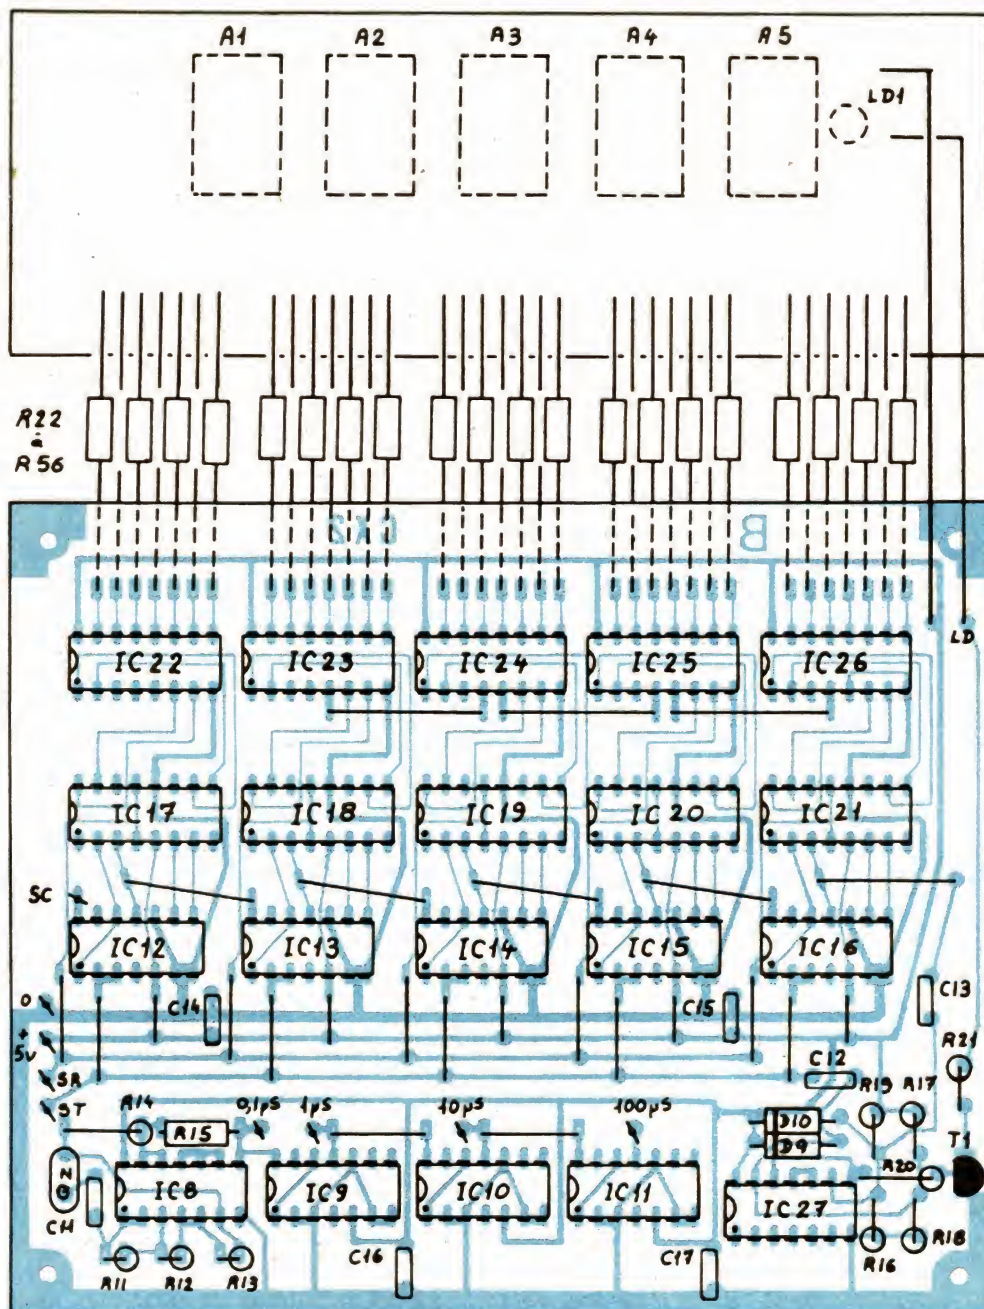 A1 A2 A3 A4 A5
LD1
R22
à
R56
CX2 B
IC22 IC23 IC24 IC25 IC26
LD
IC17 IC18 IC19 IC20 IC21
SC
IC12 IC13 IC14 IC15 IC16
0
C14 C15 C13
+
5V
R21
C12
SR
R19 R17
ST
R14 R15 0,1µS 1µS 10µS 100µS
D10
T1
D9
R20
IC8 IC9 IC10 IC11 IC27
C11
R18
C16 C17
R16
R11 R12 R13